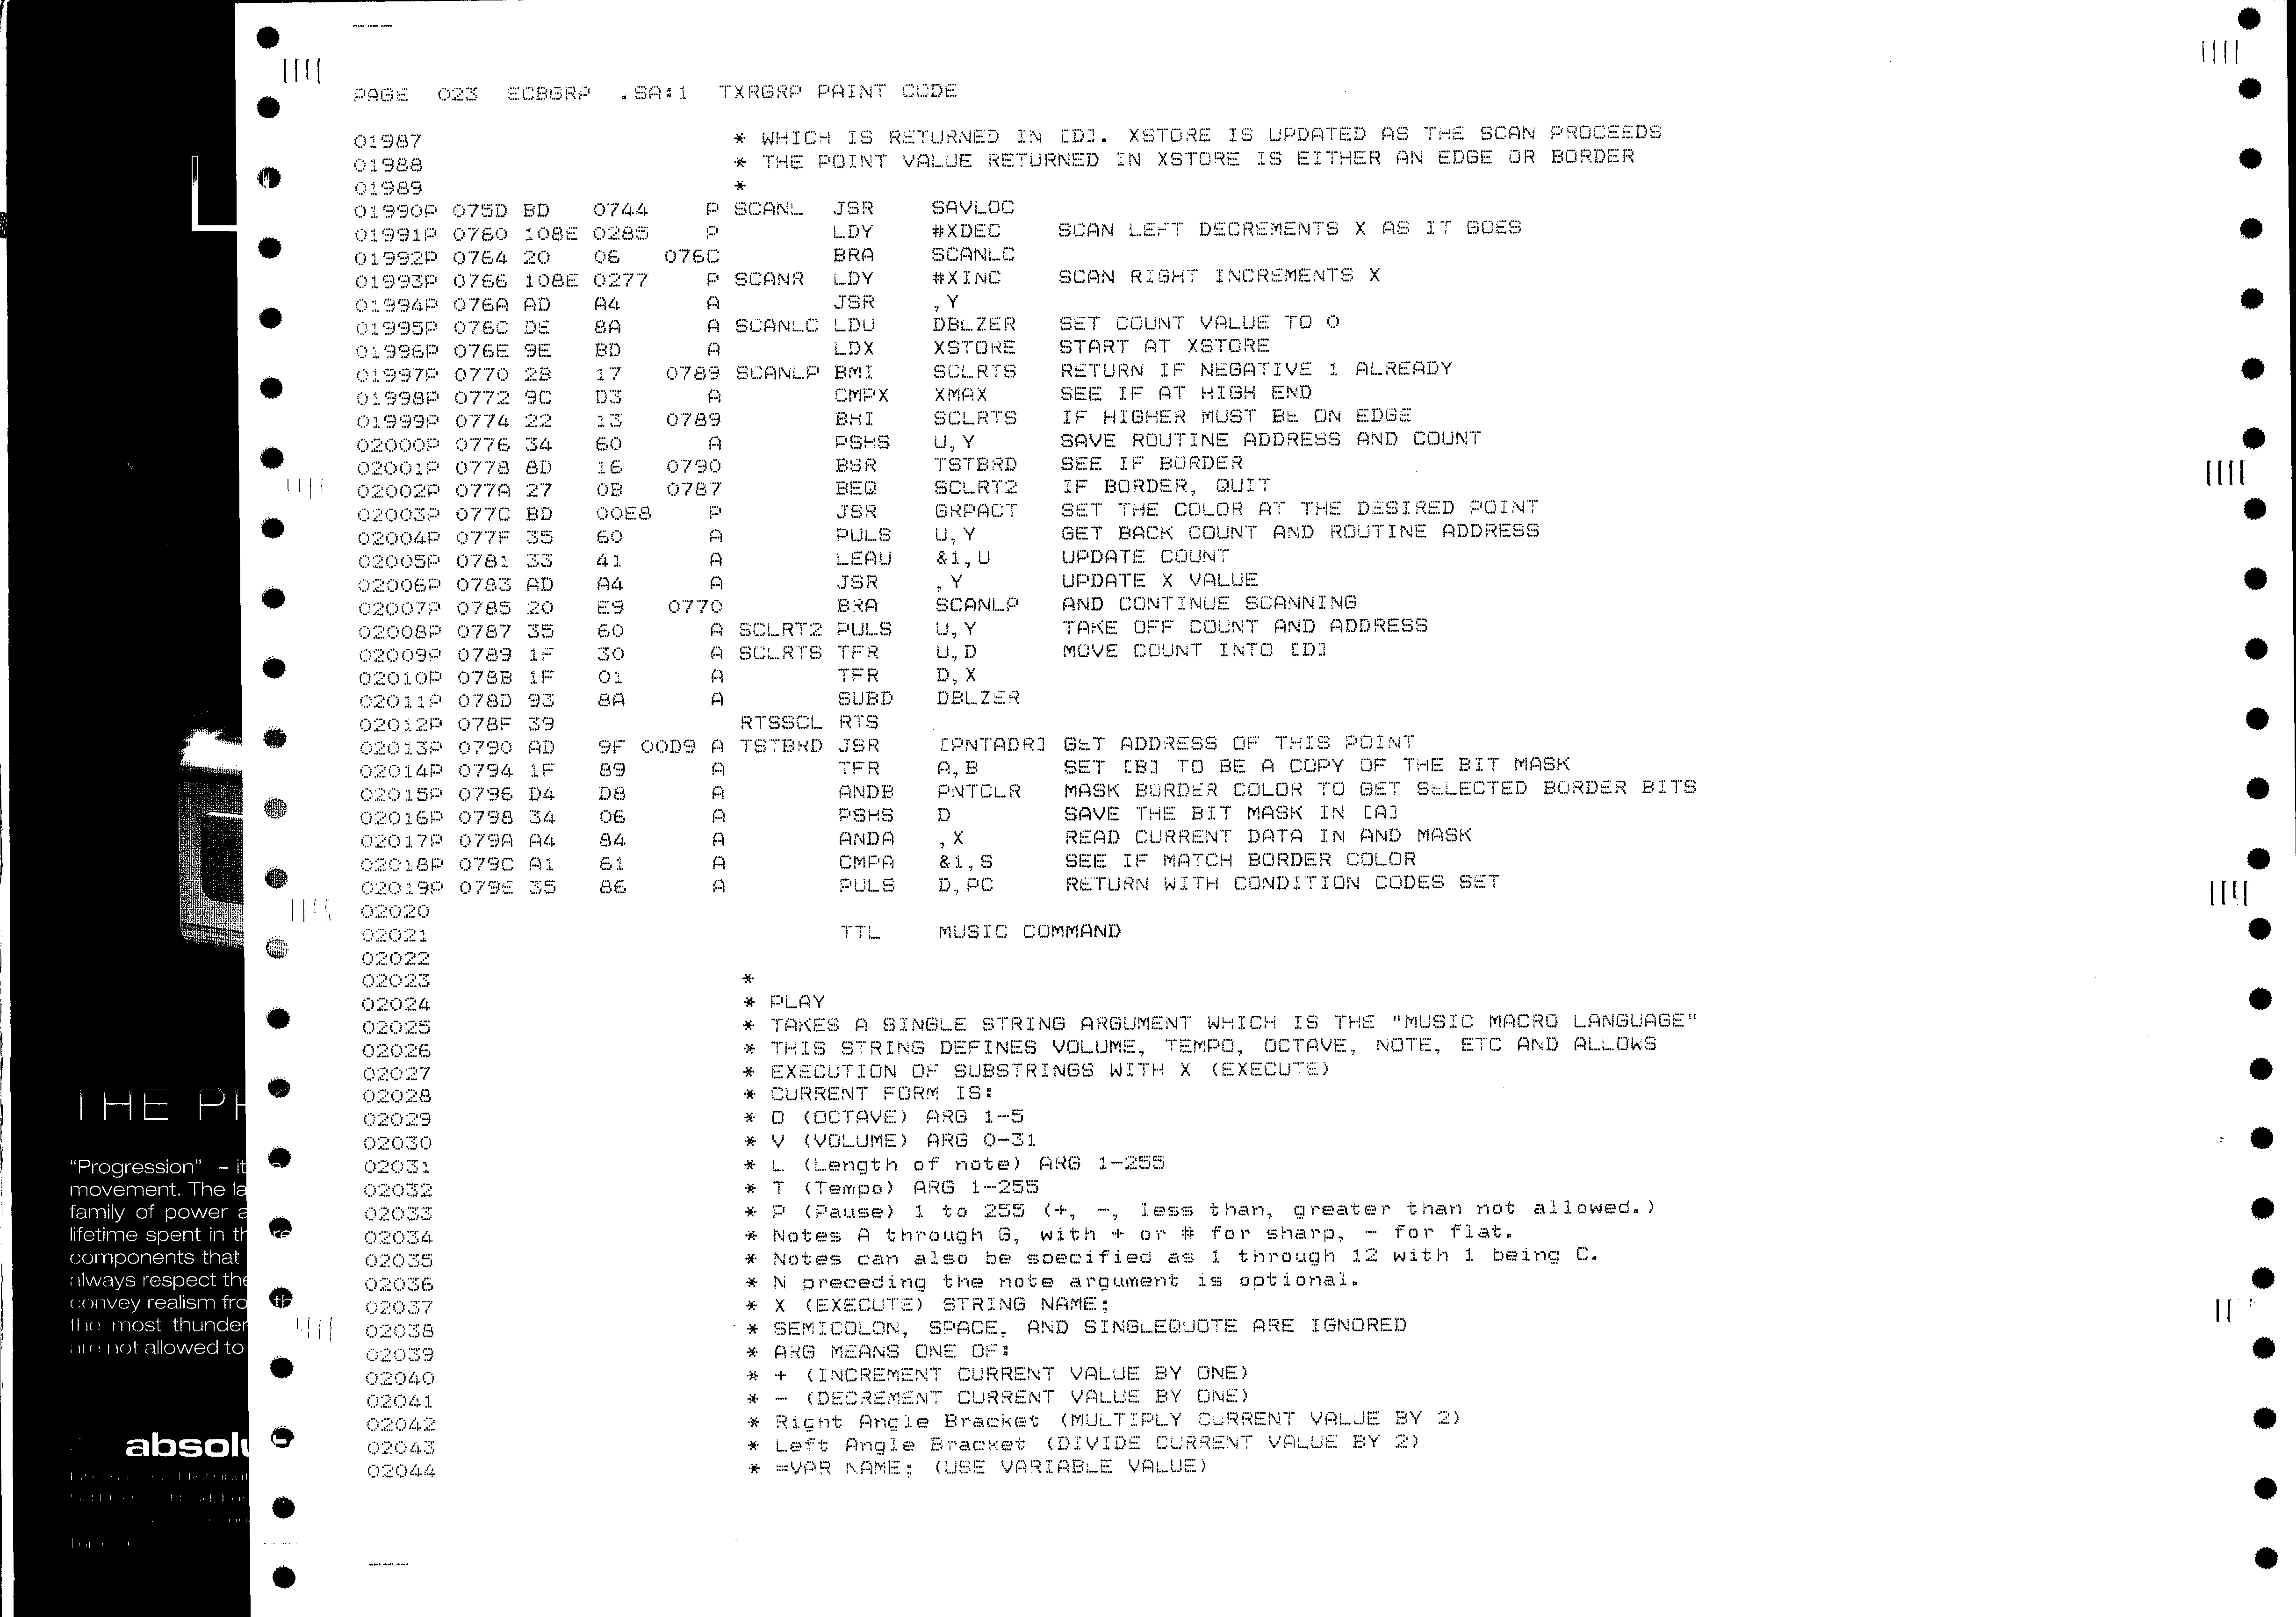 PAGE 023 ECBGRP .SA:1 TXRGRP PAINT CODE
01987 * WHICH IS RETURNED IN [D]. XSTORE IS UPDATED AS THE SCAN PROCEEDS
01988 * THE POINT VALUE RETURNED IN XSTORE IS EITHER AN EDGE OR BORDER
01989 *
01990P 075D BD 0744 P SCANL JSR SAVLOC
01991P 0760 108E 0285 P LDY #XDEC SCAN LEFT DECREMENTS X AS IT GOES
01992P 0764 20 06 076C BRA SCANLC
01993P 0766 108E 0277 P SCANR LDY #XINC SCAN RIGHT INCREMENTS X
01994P 076A AD A4 A JSR ,Y
01995P 076C DE 8A A SCANLC LDU DBLZER SET COUNT VALUE TO 0
01996P 076E 9E BD A LDX XSTORE START AT XSTORE
01997P 0770 2B 17 0789 SCANLP BMI SCLRTS RETURN IF NEGATIVE 1 ALREADY
01998P 0772 9C D3 A CMPX XMAX SEE IF AT HIGH END
01999P 0774 22 13 0789 BHI SCLRTS IF HIGHER MUST BE ON EDGE
02000P 0776 34 60 A PSHS U,Y SAVE ROUTINE ADDRESS AND COUNT
02001P 0778 8D 16 0790 BSR TSTBRD SEE IF BORDER
02002P 077A 27 0B 0787 BEQ SCLRT2 IF BORDER, QUIT
02003P 077C BD 00E8 P JSR GRPACT SET THE COLOR AT THE DESIRED POINT
02004P 077F 35 60 A PULS U,Y GET BACK COUNT AND ROUTINE ADDRESS
02005P 0781 33 41 A LEAU &1,U UPDATE COUNT
02006P 0783 AD A4 A JSR ,Y UPDATE X VALUE
02007P 0785 20 E9 0770 BRA SCANLP AND CONTINUE SCANNING
02008P 0787 35 60 A SCLRT2 PULS U,Y TAKE OFF COUNT AND ADDRESS
02009P 0789 1F 30 A SCLRTS TFR U,D MOVE COUNT INTO [D]
02010P 078B 1F 01 A TFR D,X
02011P 078D 93 8A A SUBD DBLZER
02012P 078F 39 RTSSCL RTS
02013P 0790 AD 9F 00D9 A TSTBRD JSR [PNTADR] GET ADDRESS OF THIS POINT
02014P 0794 1F 89 A TFR A,B SET [B] TO BE A COPY OF THE BIT MASK
02015P 0796 D4 D8 A ANDB PNTCLR MASK BORDER COLOR TO GET SELECTED BORDER BITS
02016P 0798 34 06 A PSHS D SAVE THE BIT MASK IN [A]
02017P 079A A4 84 A ANDA ,X READ CURRENT DATA IN AND MASK
02018P 079C A1 61 A CMPA &1,S SEE IF MATCH BORDER COLOR
02019P 079E 35 86 A PULS D,PC RETURN WITH CONDITION CODES SET
02020
02021 TTL MUSIC COMMAND
02022
02023 *
02024 * PLAY
02025 * TAKES A SINGLE STRING ARGUMENT WHICH IS THE "MUSIC MACRO LANGUAGE"
02026 * THIS STRING DEFINES VOLUME, TEMPO, OCTAVE, NOTE, ETC AND ALLOWS
02027 * EXECUTION OF SUBSTRINGS WITH X (EXECUTE)
02028 * CURRENT FORM IS:
02029 * O (OCTAVE) ARG 1-5
02030 * V (VOLUME) ARG 0-31
02031 * L (Length of note) ARG 1-255
02032 * T (Tempo) ARG 1-255
02033 * P (Pause) 1 to 255 (+, -, less than, greater than not allowed.)
02034 * Notes A through G, with + or # for sharp, - for flat.
02035 * Notes can also be specified as 1 through 12 with 1 being C.
02036 * N preceding the note argument is optional.
02037 * X (EXECUTE) STRING NAME;
02038 * SEMICOLON, SPACE, AND SINGLEQUOTE ARE IGNORED
02039 * ARG MEANS ONE OF:
02040 * + (INCREMENT CURRENT VALUE BY ONE)
02041 * - (DECREMENT CURRENT VALUE BY ONE)
02042 * Right Angle Bracket (MULTIPLY CURRENT VALUE BY 2)
02043 * Left Angle Bracket (DIVIDE CURRENT VALUE BY 2)
02044 * =VAR NAME; (USE VARIABLE VALUE)
THE PR
"Progression" – it
movement. The la
family of power a
lifetime spent in th
components that
always respect the
convey realism fro
the most thunder
are not allowed to
absolu